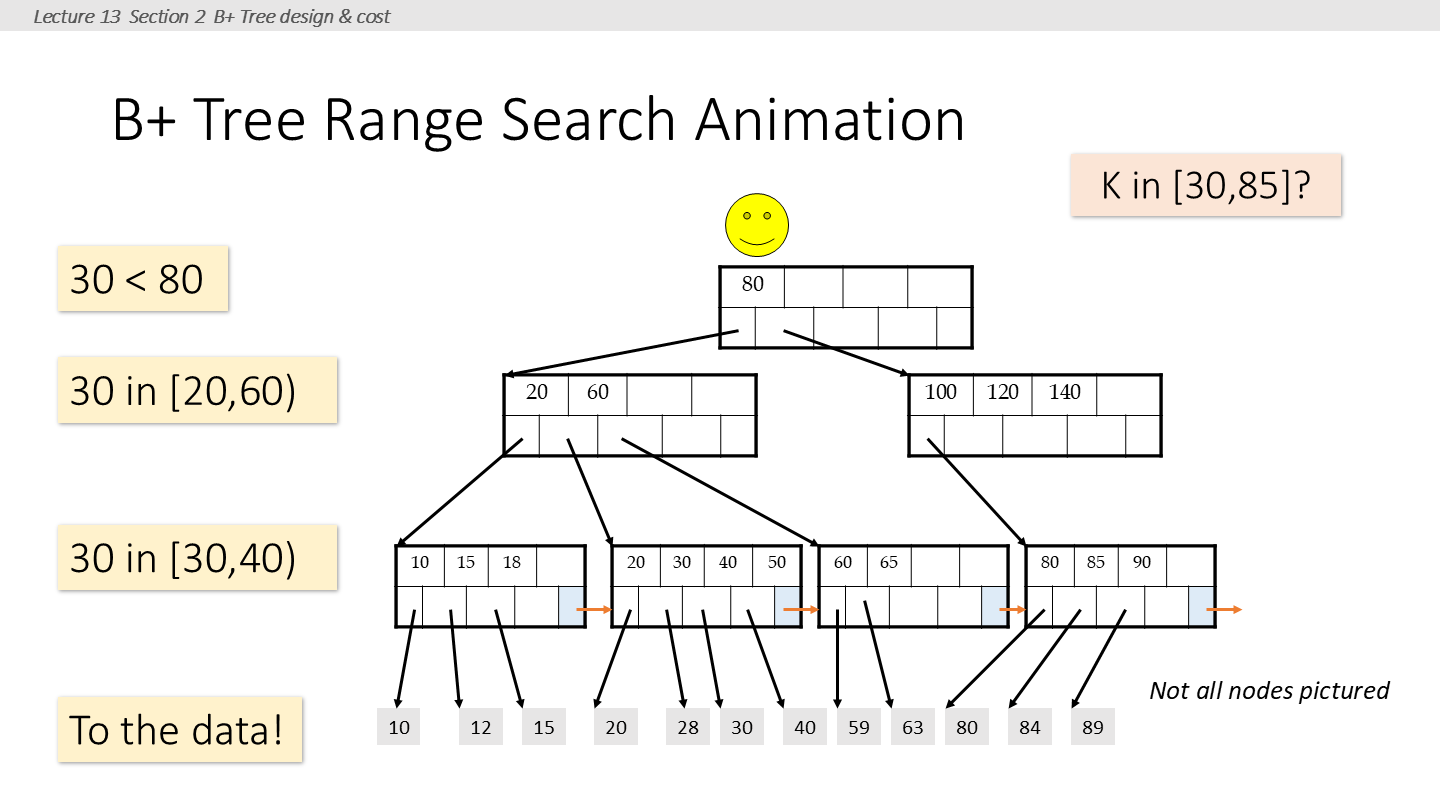 Lecture 13 Section 2 B+ Tree design & cost
B+ Tree Range Search Animation
K in [30,85]?
30 < 80
80
30 in [20,60)
20 60
100 120 140
30 in [30,40)
10 15 18
20 30 40 50
60 65
80 85 90
Not all nodes pictured
To the data!
10 12 15 20 28 30 40 59 63 80 84 89